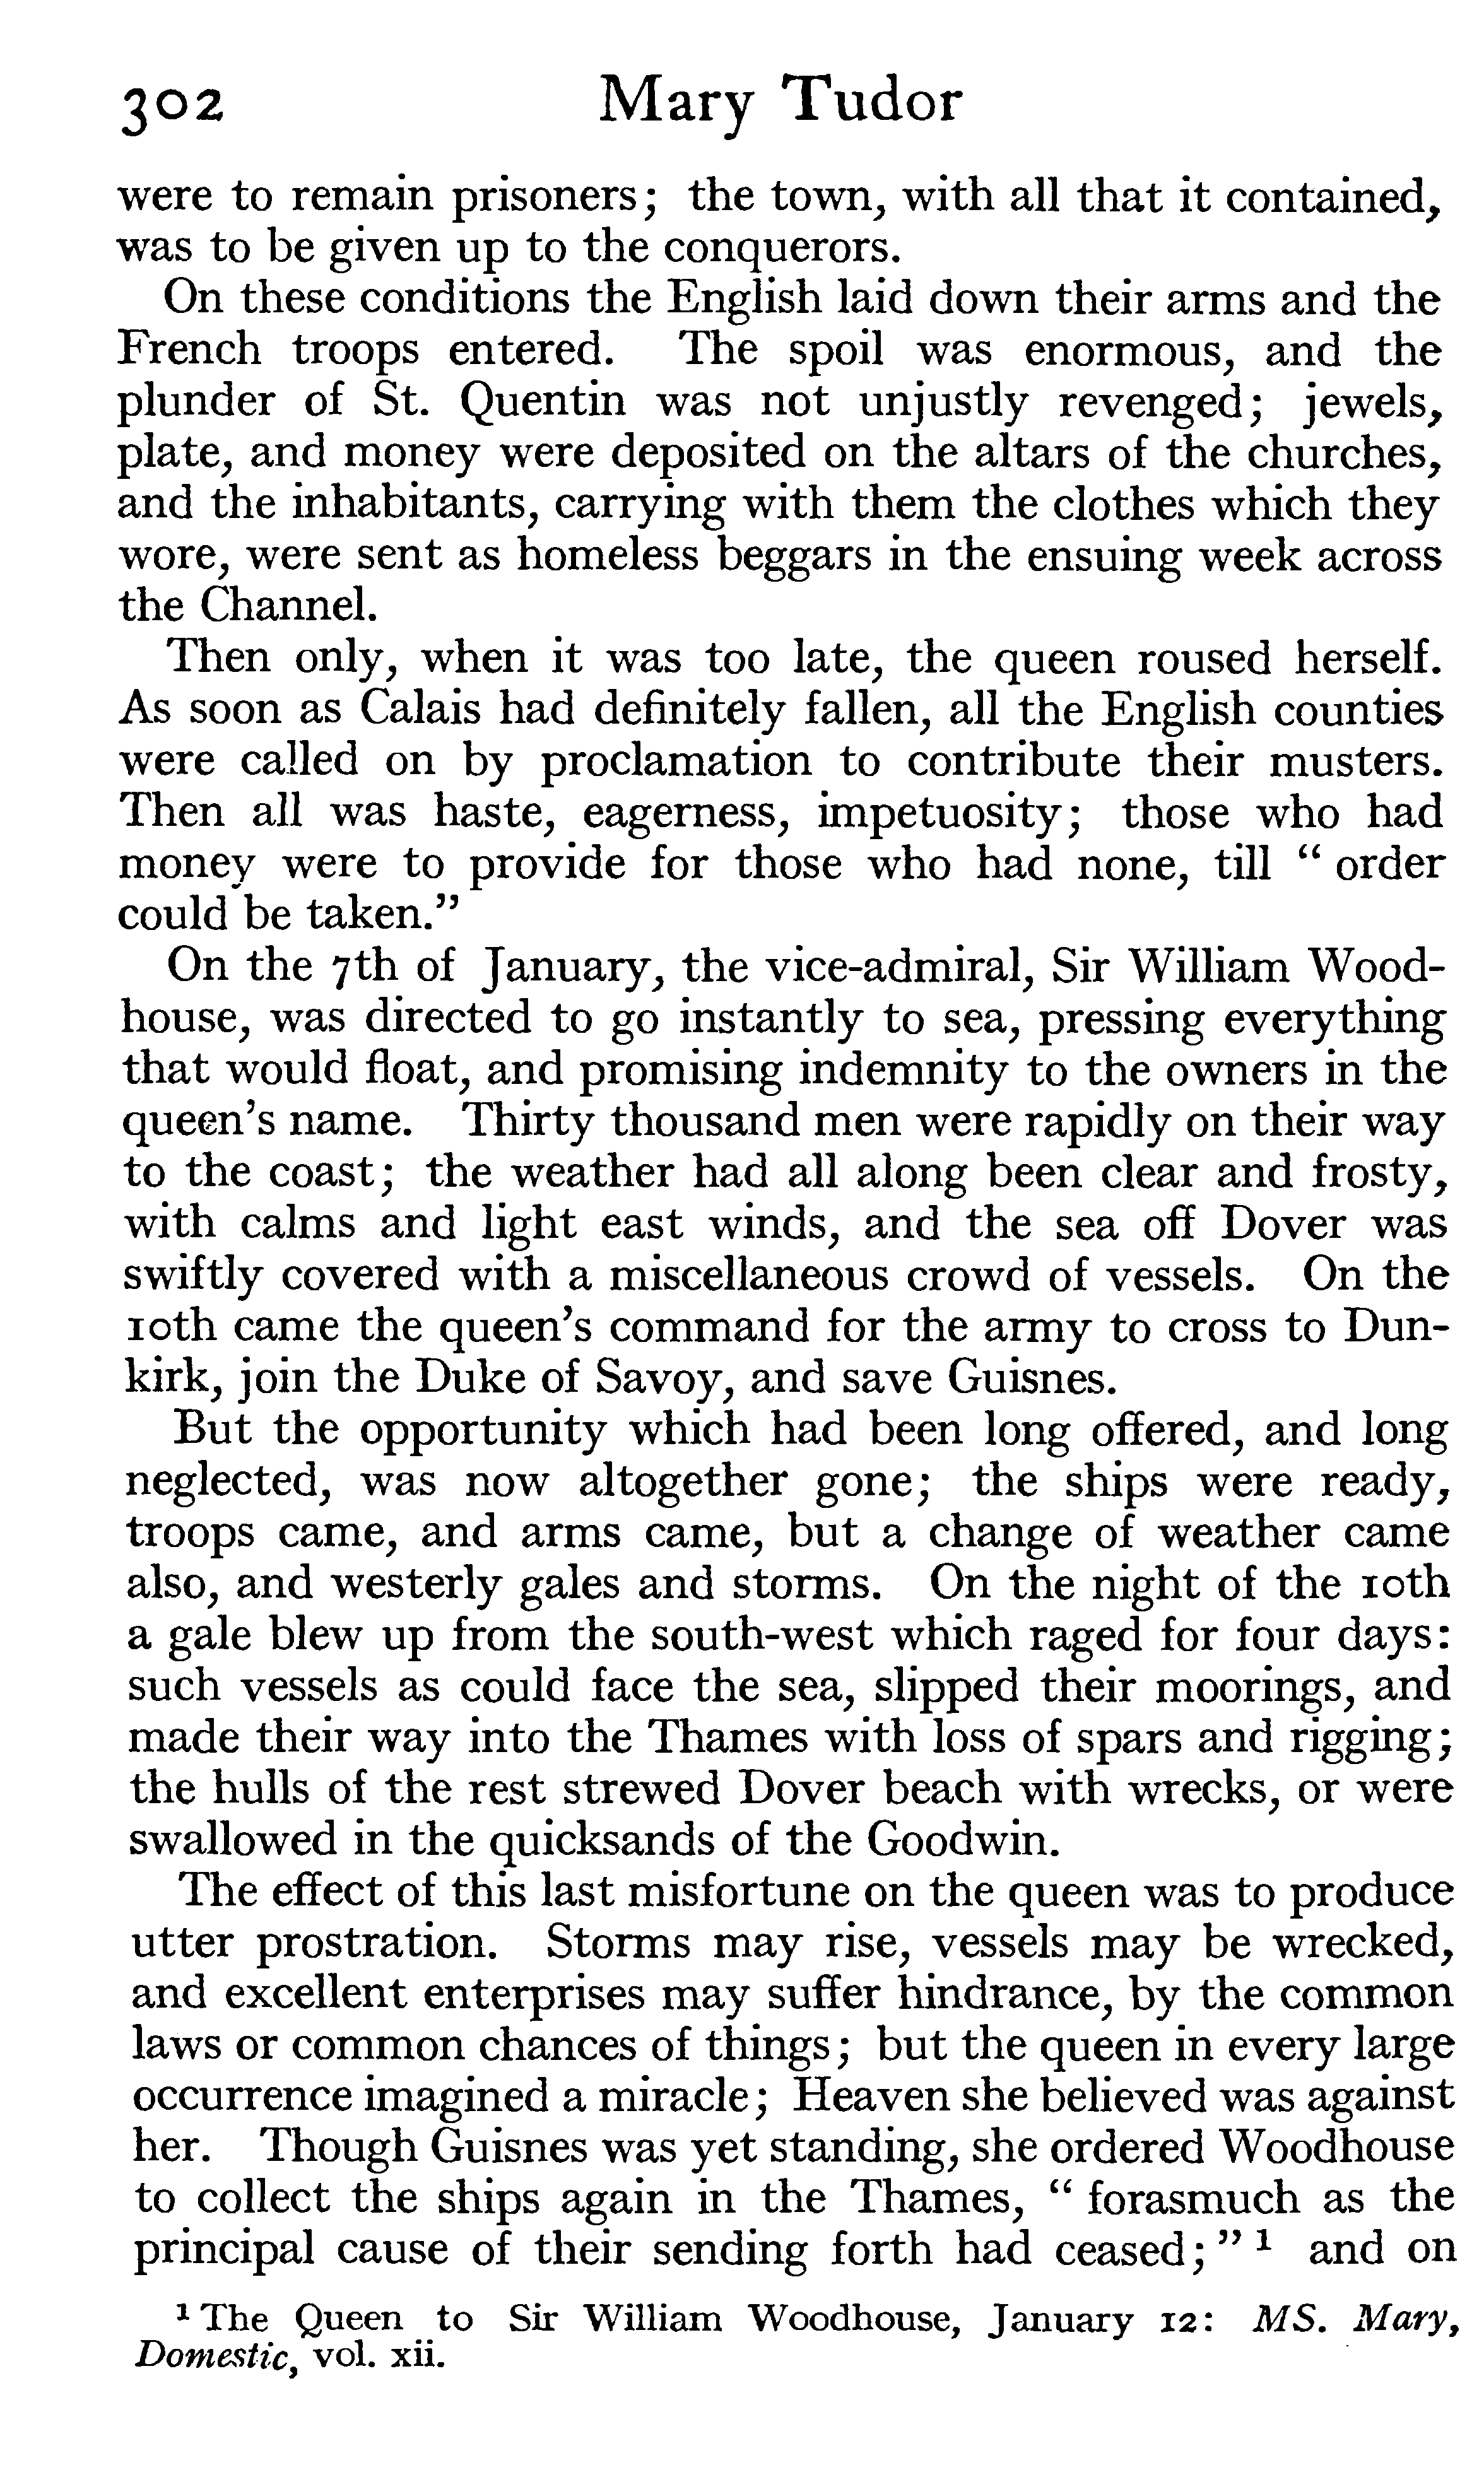 302 Mary Tudor
were to remain prisoners; the town, with all that it contained,
was to be given up to the conquerors.
On these conditions the English laid down their arms and the
French troops entered. The spoil was enormous, and the
plunder of St. Quentin was not unjustly revenged; jewels,
plate, and money were deposited on the altars of the churches,
and the inhabitants, carrying with them the clothes which they
wore, were sent as homeless beggars in the ensuing week across
the Channel.
Then only, when it was too late, the queen roused herself.
As soon as Calais had definitely fallen, all the English counties
were called on by proclamation to contribute their musters.
Then all was haste, eagerness, impetuosity; those who had
money were to provide for those who had none, till “ order
could be taken.”
On the 7th of January, the vice-admiral, Sir William Wood-
house, was directed to go instantly to sea, pressing everything
that would float, and promising indemnity to the owners in the
queen’s name. Thirty thousand men were rapidly on their way
to the coast; the weather had all along been clear and frosty,
with calms and light east winds, and the sea off Dover was
swiftly covered with a miscellaneous crowd of vessels. On the
10th came the queen’s command for the army to cross to Dun-
kirk, join the Duke of Savoy, and save Guisnes.
But the opportunity which had been long offered, and long
neglected, was now altogether gone; the ships were ready,
troops came, and arms came, but a change of weather came
also, and westerly gales and storms. On the night of the 10th
a gale blew up from the south-west which raged for four days:
such vessels as could face the sea, slipped their moorings, and
made their way into the Thames with loss of spars and rigging;
the hulls of the rest strewed Dover beach with wrecks, or were
swallowed in the quicksands of the Goodwin.
The effect of this last misfortune on the queen was to produce
utter prostration. Storms may rise, vessels may be wrecked,
and excellent enterprises may suffer hindrance, by the common
laws or common chances of things; but the queen in every large
occurrence imagined a miracle; Heaven she believed was against
her. Though Guisnes was yet standing, she ordered Woodhouse
to collect the ships again in the Thames, “ forasmuch as the
principal cause of their sending forth had ceased;” ¹ and on
¹ The Queen to Sir William Woodhouse, January 12: MS. Mary,
Domestic, vol. xii.